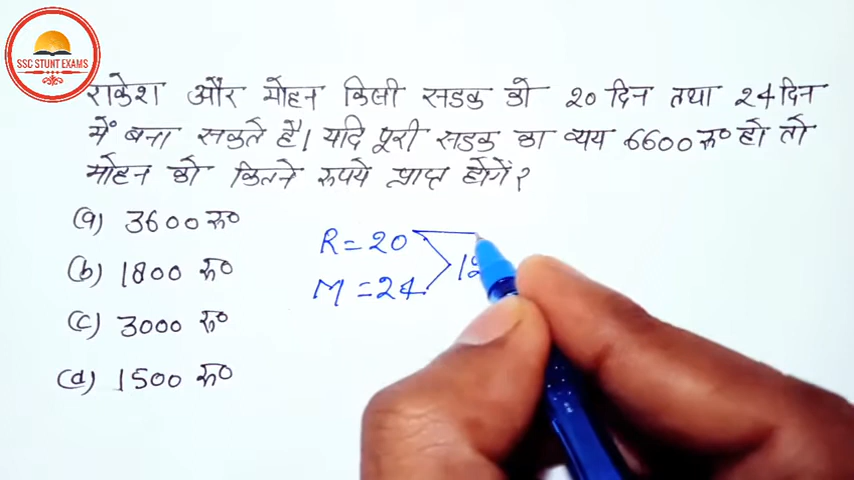 SSC STUNT EXAMS
राकेश और मोहन किसी सडक को 20 दिन तथा 24 दिन
में बना सकते है। यदि पूरी सडक का व्यय 6600 रू० हो तो
मोहन को कितने रुपये प्राप्त होगें?
(a) 3600 रू०
(b) 1800 रू०
(c) 3000 रू०
(d) 1500 रू०
R = 20
M = 24